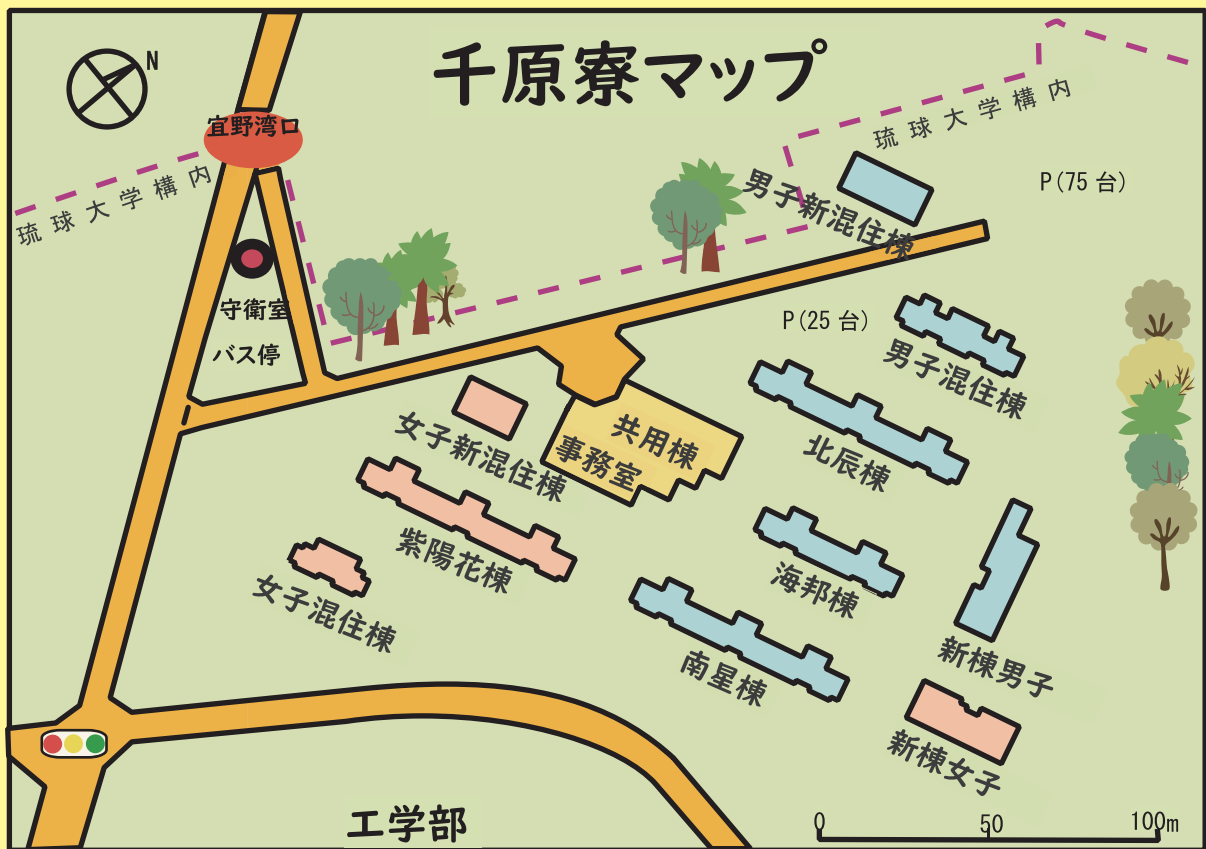 千原寮マップ
N
宜野湾口
琉球大学構内
琉球大学構内
P(75 台)
男子新混住棟
守衛室
バス停
P(25 台)
男子混住棟
女子新混住棟
共用棟
事務室
北辰棟
紫陽花棟
海邦棟
女子混住棟
南星棟
新棟男子
新棟女子
工学部
0 50 100m